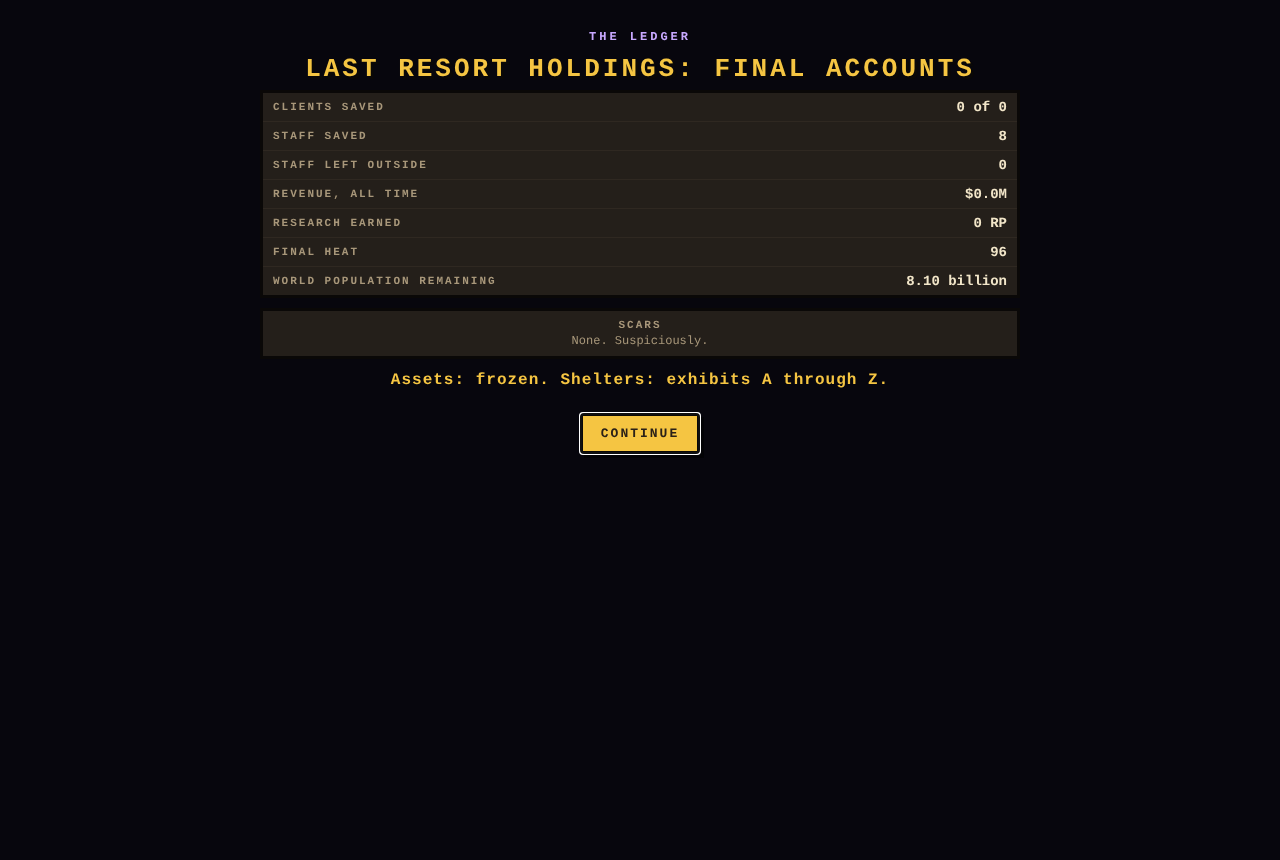 THE LEDGER
LAST RESORT HOLDINGS: FINAL ACCOUNTS
CLIENTS SAVED 0 of 0
STAFF SAVED 8
STAFF LEFT OUTSIDE 0
REVENUE, ALL TIME $0.0M
RESEARCH EARNED 0 RP
FINAL HEAT 96
WORLD POPULATION REMAINING 8.10 billion
SCARS
None. Suspiciously.
Assets: frozen. Shelters: exhibits A through Z.
CONTINUE